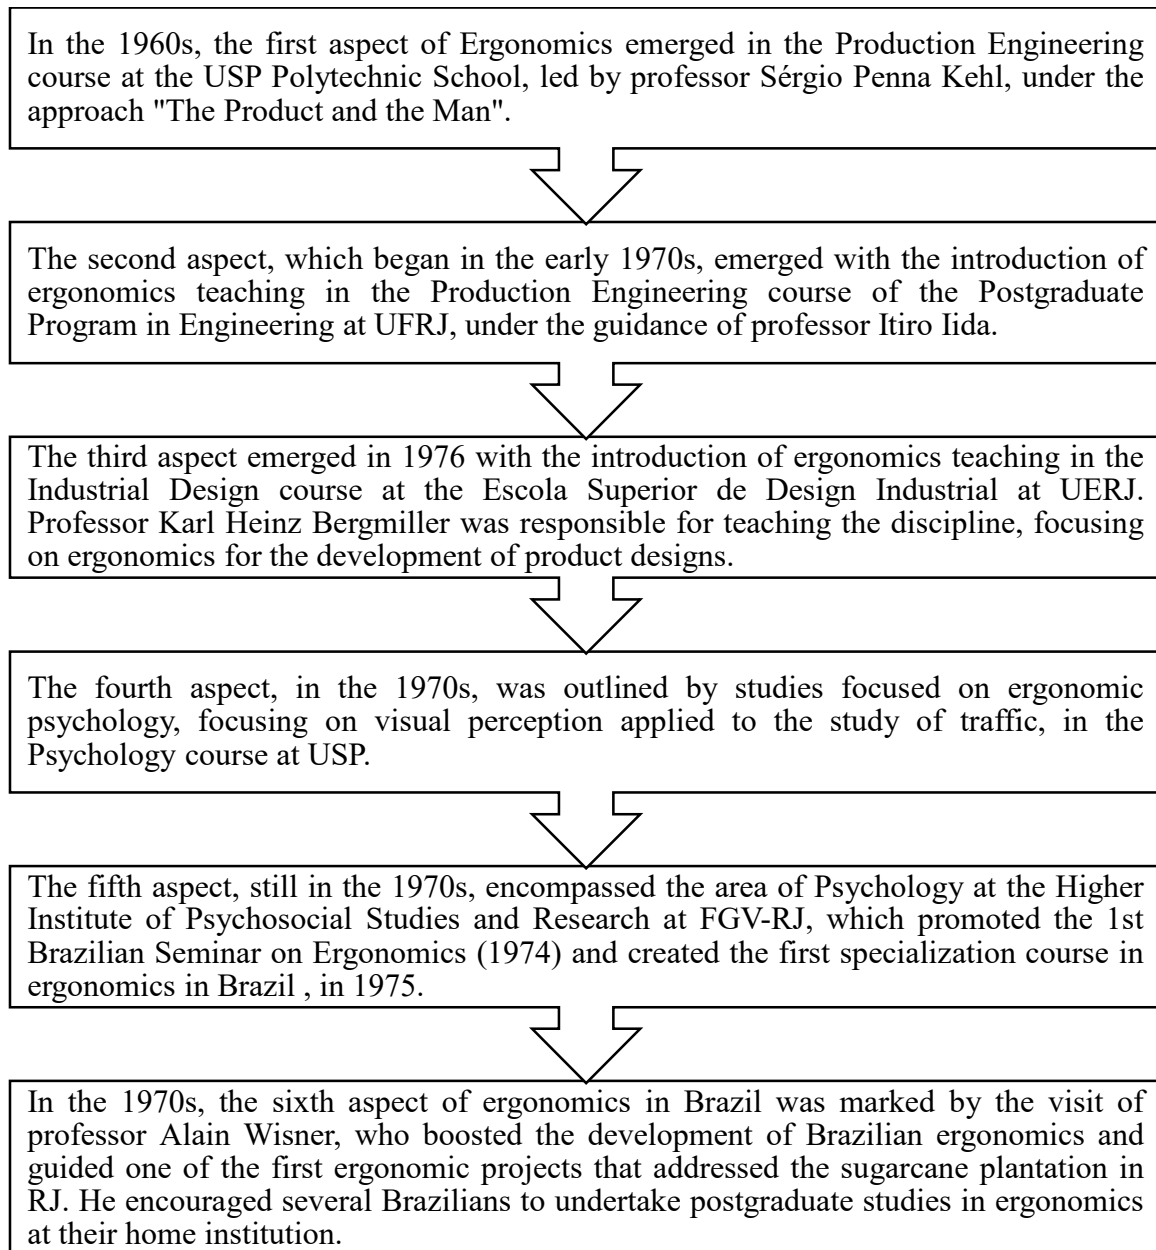 In the 1960s, the first aspect of Ergonomics emerged in the Production Engineering
course at the USP Polytechnic School, led by professor Sérgio Penna Kehl, under the
approach "The Product and the Man".
The second aspect, which began in the early 1970s, emerged with the introduction of
ergonomics teaching in the Production Engineering course of the Postgraduate
Program in Engineering at UFRJ, under the guidance of professor Itiro Iida.
The third aspect emerged in 1976 with the introduction of ergonomics teaching in the
Industrial Design course at the Escola Superior de Design Industrial at UERJ.
Professor Karl Heinz Bergmiller was responsible for teaching the discipline, focusing
on ergonomics for the development of product designs.
The fourth aspect, in the 1970s, was outlined by studies focused on ergonomic
psychology, focusing on visual perception applied to the study of traffic, in the
Psychology course at USP.
The fifth aspect, still in the 1970s, encompassed the area of Psychology at the Higher
Institute of Psychosocial Studies and Research at FGV-RJ, which promoted the 1st
Brazilian Seminar on Ergonomics (1974) and created the first specialization course in
ergonomics in Brazil , in 1975.
In the 1970s, the sixth aspect of ergonomics in Brazil was marked by the visit of
professor Alain Wisner, who boosted the development of Brazilian ergonomics and
guided one of the first ergonomic projects that addressed the sugarcane plantation in
RJ. He encouraged several Brazilians to undertake postgraduate studies in ergonomics
at their home institution.